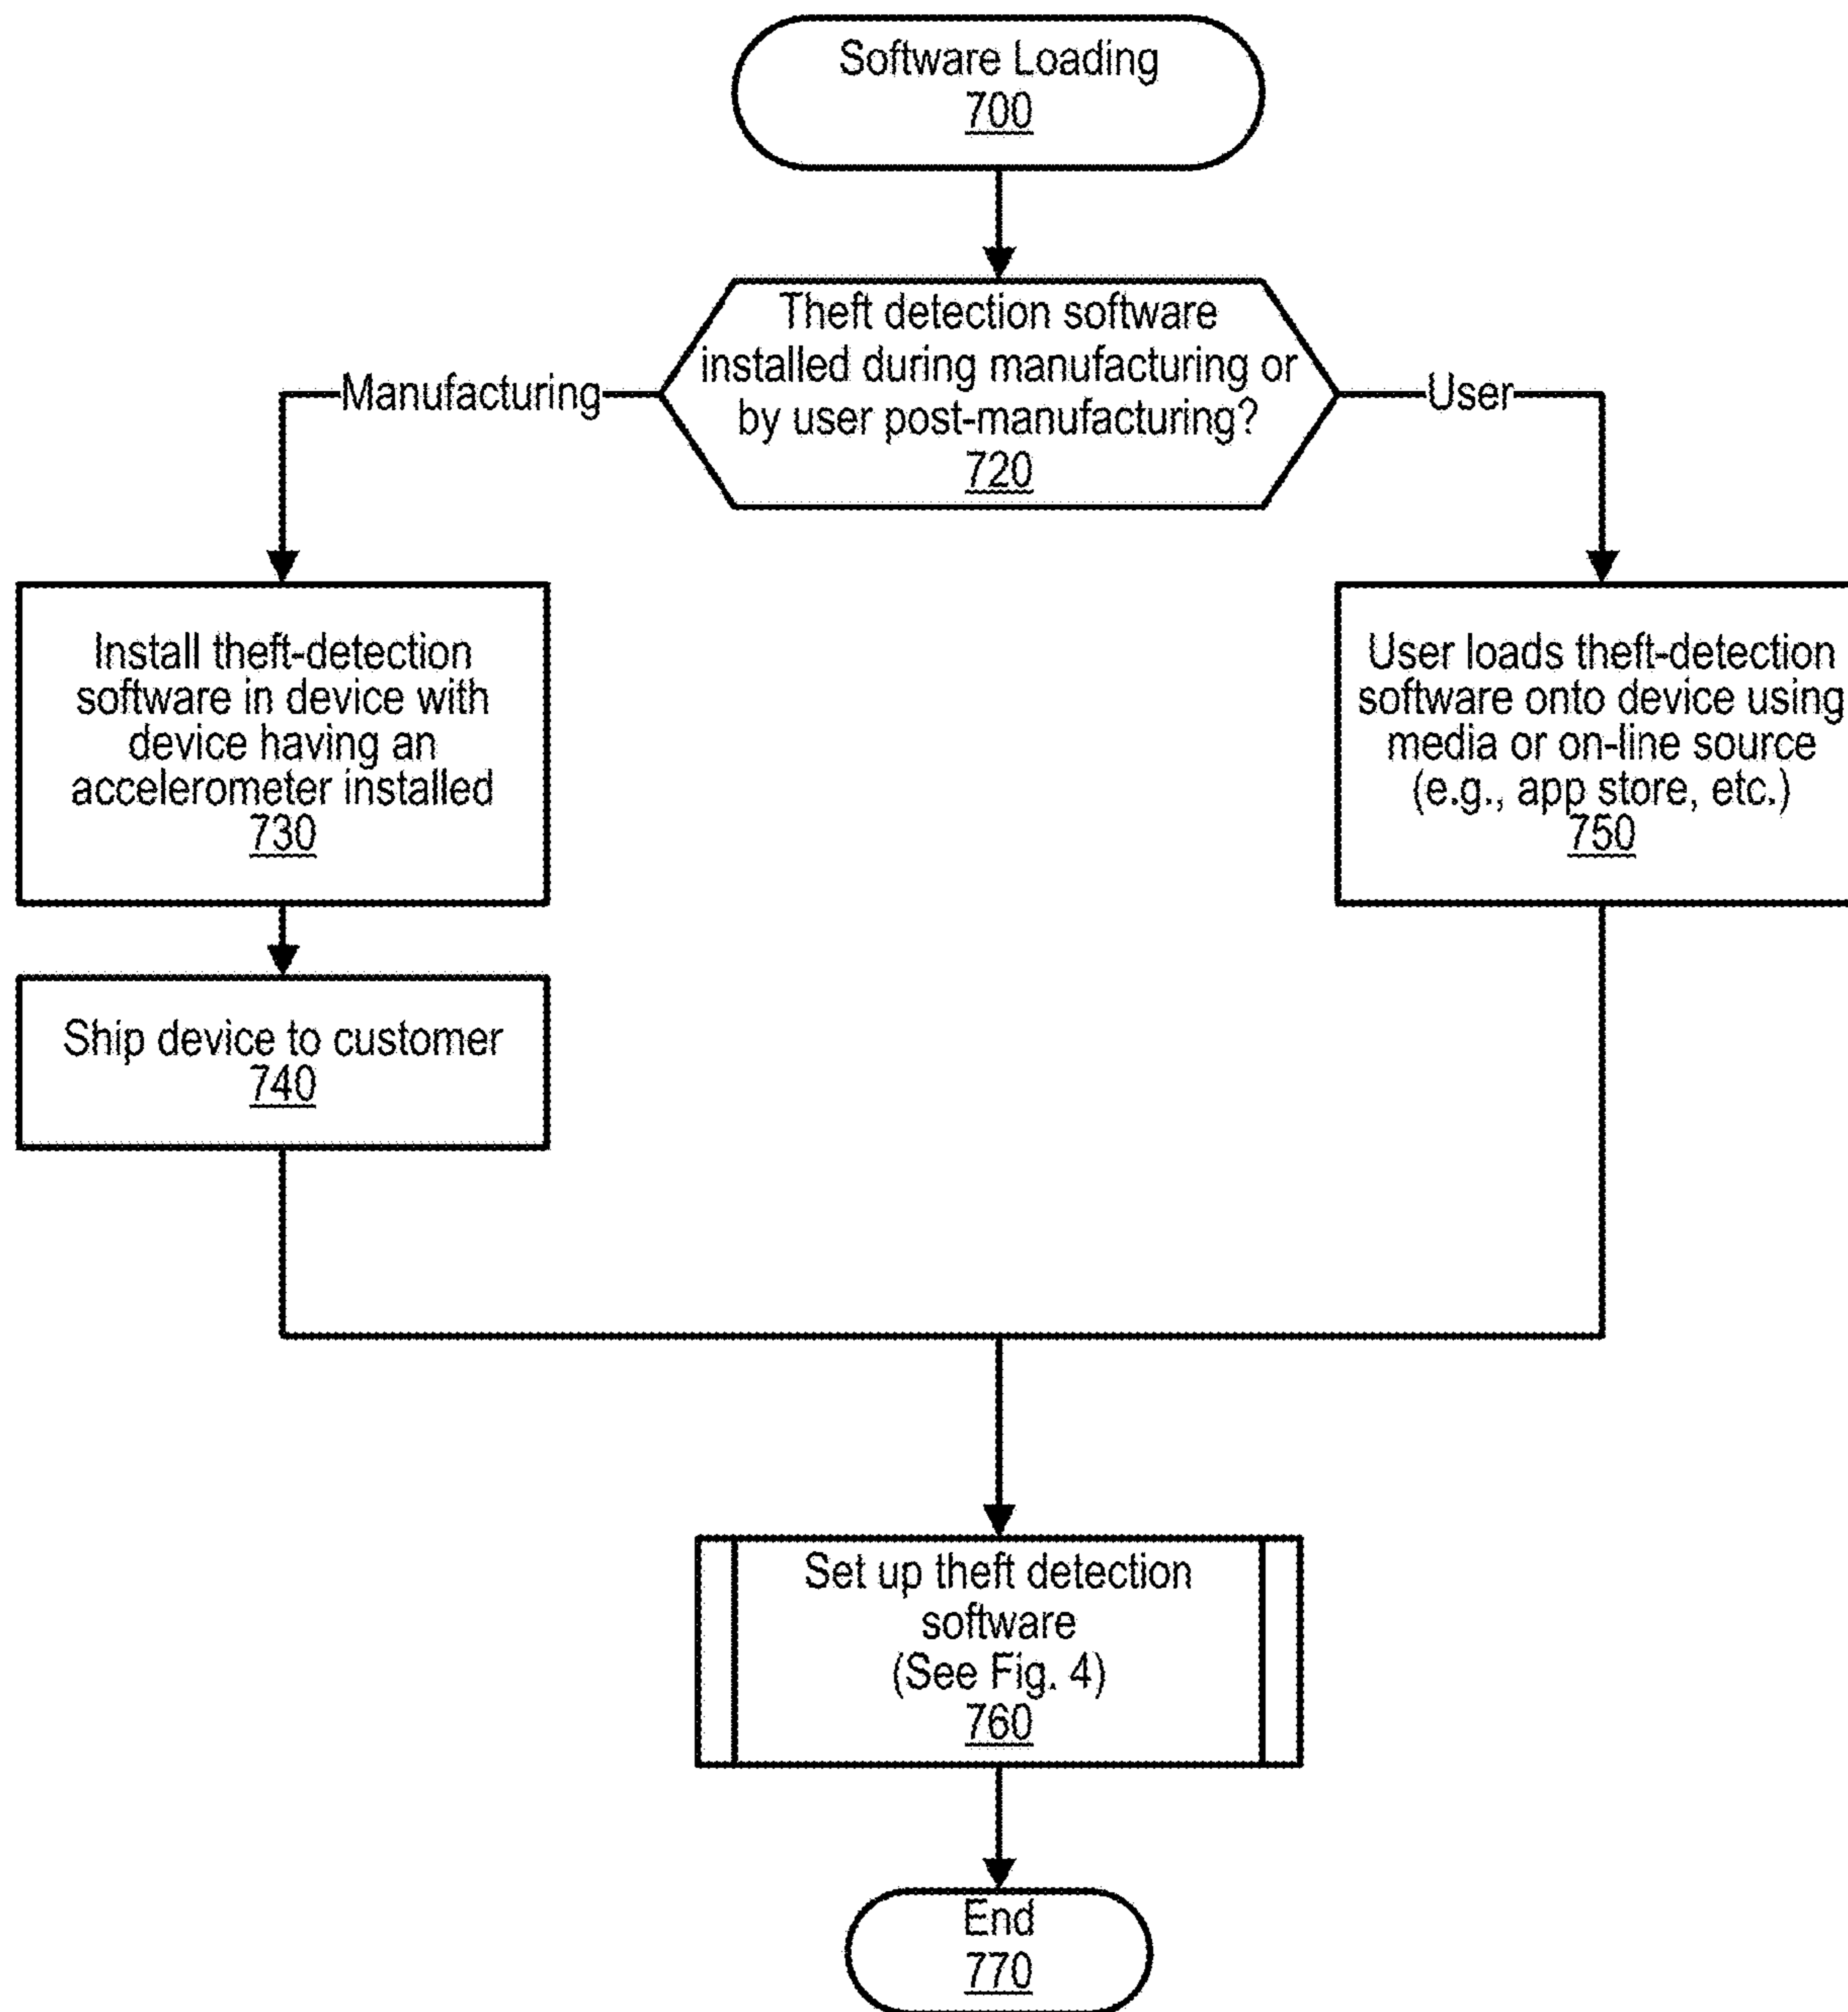 Software Loading
700
Theft detection software
installed during manufacturing or
by user post-manufacturing?
720
Manufacturing
User
Install theft-detection
software in device with
device having an
accelerometer installed
730
User loads theft-detection
software onto device using
media or on-line source
(e.g., app store, etc.)
750
Ship device to customer
740
Set up theft detection
software
(See Fig. 4)
760
End
770